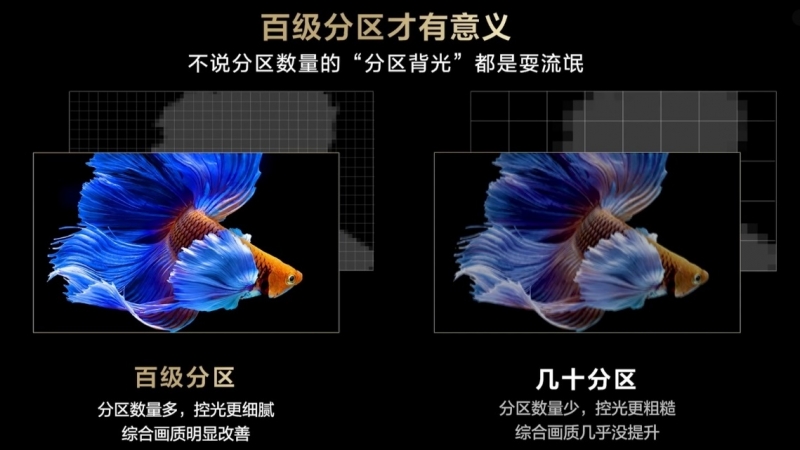 百级分区才有意义
不说分区数量的“分区背光”都是耍流氓
百级分区
分区数量多，控光更细腻
综合画质明显改善
几十分区
分区数量少，控光更粗糙
综合画质几乎没提升